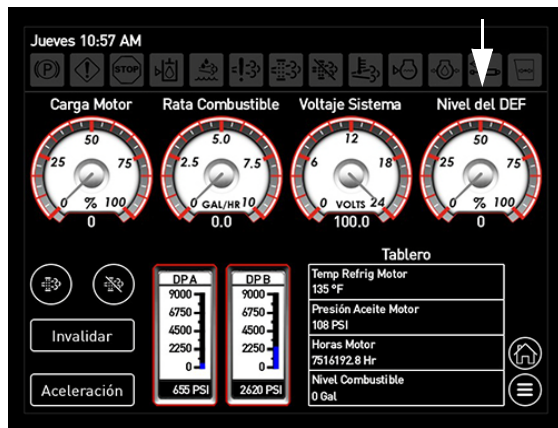 Jueves 10:57 AM
(P) STOP
Carga Motor Rata Combustible Voltaje Sistema Nivel del DEF
0 25 50 75 100 %
0
0 2.5 5.0 7.5 10 GAL/HR
0.0
0 6 12 18 24 VOLTS
100.0
0 25 50 75 100 %
0
Invalidar
Aceleración
DP A
9000
6750
4500
2250
0
655 PSI
DP B
9000
6750
4500
2250
0
2620 PSI
Tablero
Temp Refrig Motor
135 °F
Presión Aceite Motor
108 PSI
Horas Motor
7516192.8 Hr
Nivel Combustible
0 Gal